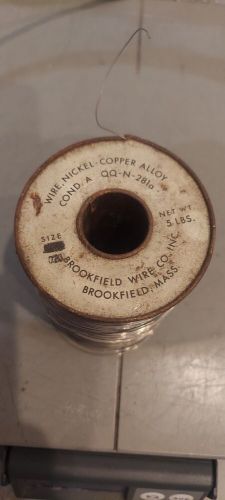 WIRE, NICKEL-COPPER ALLOY
COND. A QQ-N-281a
NET WT.
5 LBS.
SIZE
BROOKFIELD WIRE CO. INC.
BROOKFIELD, MASS.